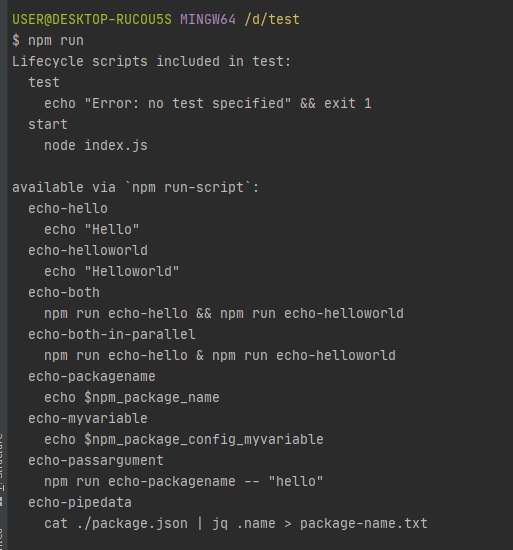 USER@DESKTOP-RUCOU5S MINGW64 /d/test
$ npm run
Lifecycle scripts included in test:
  test
    echo "Error: no test specified" && exit 1
  start
    node index.js

available via `npm run-script`:
  echo-hello
    echo "Hello"
  echo-helloworld
    echo "Helloworld"
  echo-both
    npm run echo-hello && npm run echo-helloworld
  echo-both-in-parallel
    npm run echo-hello & npm run echo-helloworld
  echo-packagename
    echo $npm_package_name
  echo-myvariable
    echo $npm_package_config_myvariable
  echo-passargument
    npm run echo-packagename -- "hello"
  echo-pipedata
    cat ./package.json | jq .name > package-name.txt